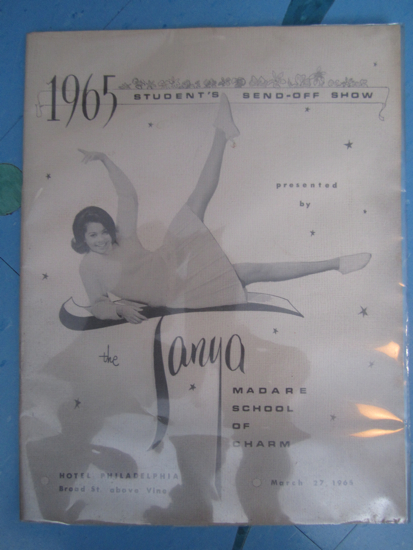 1965
STUDENT'S SEND-OFF SHOW
presented
by
the Tanya
MADARE
SCHOOL
OF
CHARM
HOTEL PHILADELPHIA
Broad St. above Vine
March 27, 1965